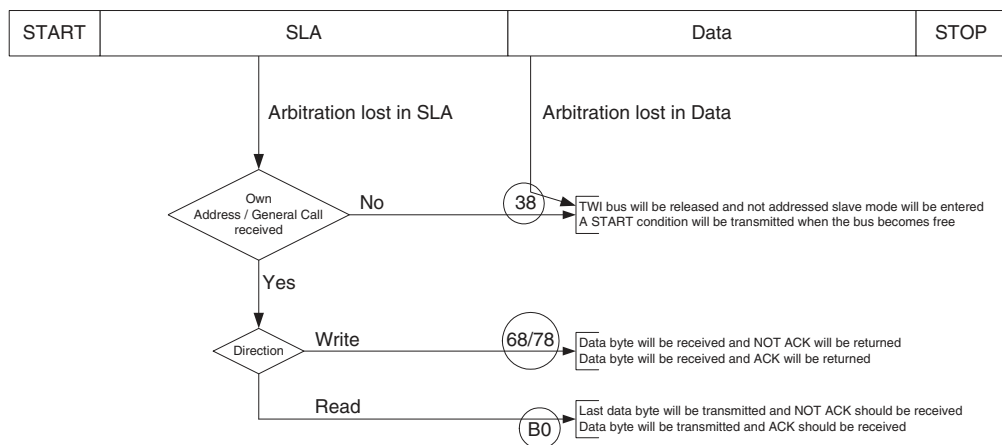 START SLA Data STOP
Arbitration lost in SLA Arbitration lost in Data
Own
Address / General Call
received
No
38
TWI bus will be released and not addressed slave mode will be entered
A START condition will be transmitted when the bus becomes free
Yes
Direction
Write
68/78
Data byte will be received and NOT ACK will be returned
Data byte will be received and ACK will be returned
Read
B0
Last data byte will be transmitted and NOT ACK should be received
Data byte will be transmitted and ACK should be received